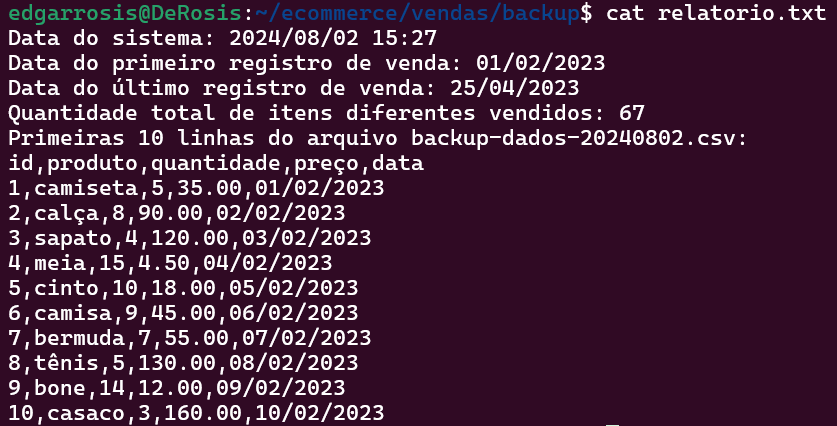 edgarrosis@DeRosis:~/ecommerce/vendas/backup$ cat relatorio.txt
Data do sistema: 2024/08/02 15:27
Data do primeiro registro de venda: 01/02/2023
Data do último registro de venda: 25/04/2023
Quantidade total de itens diferentes vendidos: 67
Primeiras 10 linhas do arquivo backup-dados-20240802.csv:
id,produto,quantidade,preço,data
1,camiseta,5,35.00,01/02/2023
2,calça,8,90.00,02/02/2023
3,sapato,4,120.00,03/02/2023
4,meia,15,4.50,04/02/2023
5,cinto,10,18.00,05/02/2023
6,camisa,9,45.00,06/02/2023
7,bermuda,7,55.00,07/02/2023
8,tênis,5,130.00,08/02/2023
9,bone,14,12.00,09/02/2023
10,casaco,3,160.00,10/02/2023